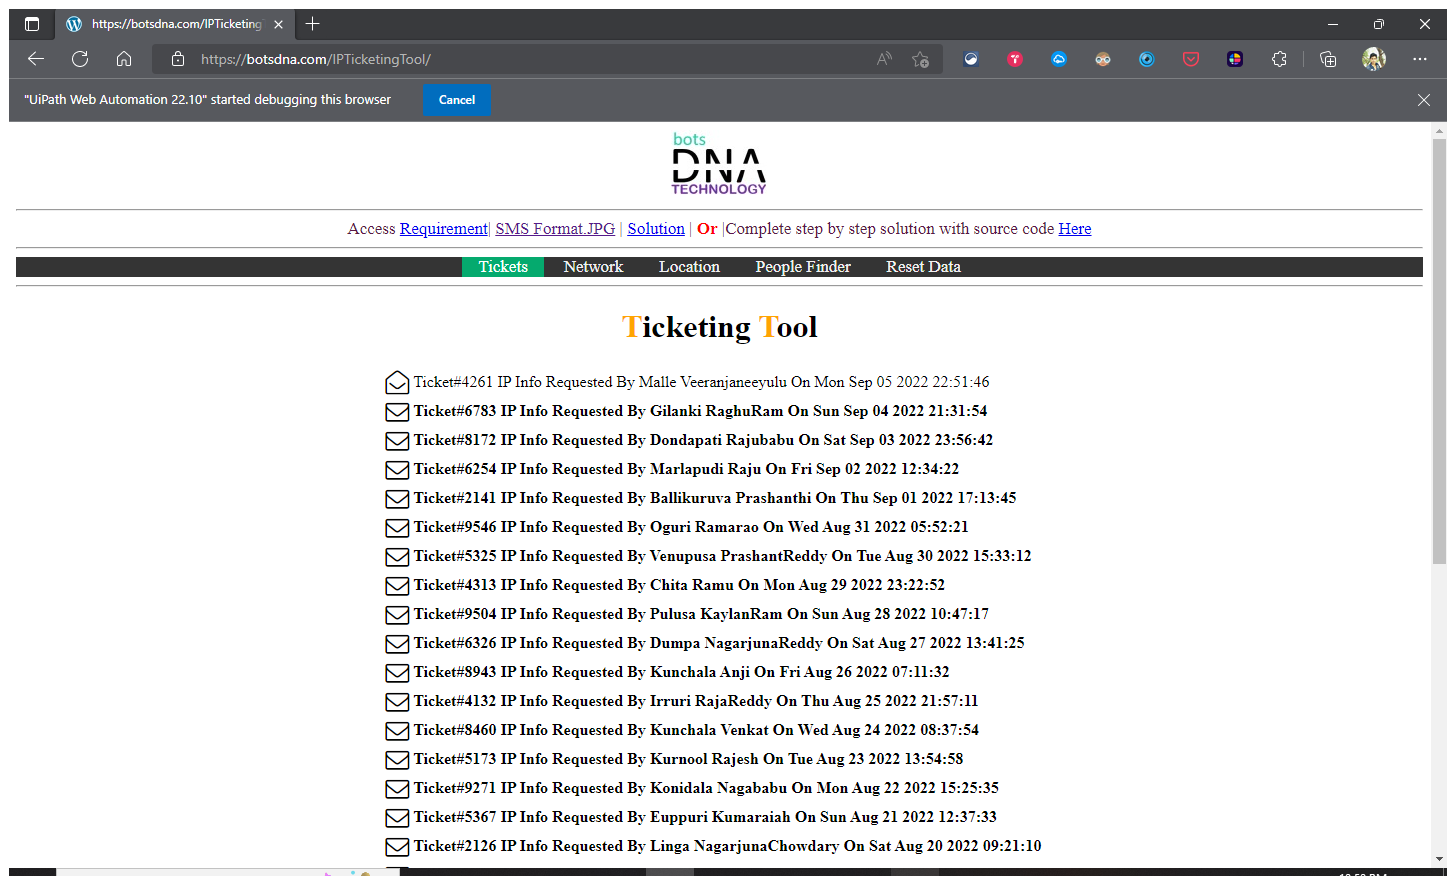 https://botsdna.com/IPTicketing
https://botsdna.com/IPTicketingTool/
"UiPath Web Automation 22.10" started debugging this browser
Cancel
bots
DNA
TECHNOLOGY
Access Requirement| SMS Format.JPG | Solution | Or |Complete step by step solution with source code Here
Tickets Network Location People Finder Reset Data
Ticketing Tool
Ticket#4261 IP Info Requested By Malle Veeranjaneeyulu On Mon Sep 05 2022 22:51:46
Ticket#6783 IP Info Requested By Gilanki RaghuRam On Sun Sep 04 2022 21:31:54
Ticket#8172 IP Info Requested By Dondapati Rajubabu On Sat Sep 03 2022 23:56:42
Ticket#6254 IP Info Requested By Marlapudi Raju On Fri Sep 02 2022 12:34:22
Ticket#2141 IP Info Requested By Ballikuruva Prashanthi On Thu Sep 01 2022 17:13:45
Ticket#9546 IP Info Requested By Oguri Ramarao On Wed Aug 31 2022 05:52:21
Ticket#5325 IP Info Requested By Venupusa PrashantReddy On Tue Aug 30 2022 15:33:12
Ticket#4313 IP Info Requested By Chita Ramu On Mon Aug 29 2022 23:22:52
Ticket#9504 IP Info Requested By Pulusa KaylanRam On Sun Aug 28 2022 10:47:17
Ticket#6326 IP Info Requested By Dumpa NagarjunaReddy On Sat Aug 27 2022 13:41:25
Ticket#8943 IP Info Requested By Kunchala Anji On Fri Aug 26 2022 07:11:32
Ticket#4132 IP Info Requested By Irruri RajaReddy On Thu Aug 25 2022 21:57:11
Ticket#8460 IP Info Requested By Kunchala Venkat On Wed Aug 24 2022 08:37:54
Ticket#5173 IP Info Requested By Kurnool Rajesh On Tue Aug 23 2022 13:54:58
Ticket#9271 IP Info Requested By Konidala Nagababu On Mon Aug 22 2022 15:25:35
Ticket#5367 IP Info Requested By Euppuri Kumaraiah On Sun Aug 21 2022 12:37:33
Ticket#2126 IP Info Requested By Linga NagarjunaChowdary On Sat Aug 20 2022 09:21:10